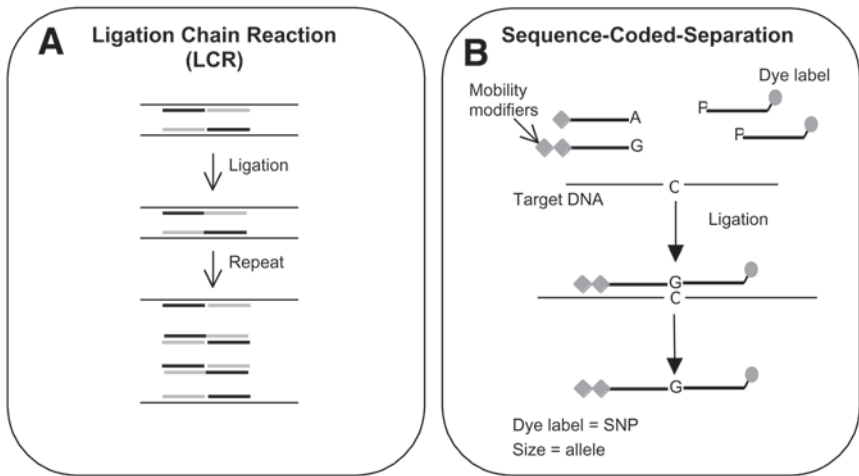 A
Ligation Chain Reaction
(LCR)
Ligation
Repeat
B
Sequence-Coded-Separation
Dye label
Mobility
modifiers
A
G
P
P
C
Target DNA
Ligation
G
C
G
Dye label = SNP
Size = allele